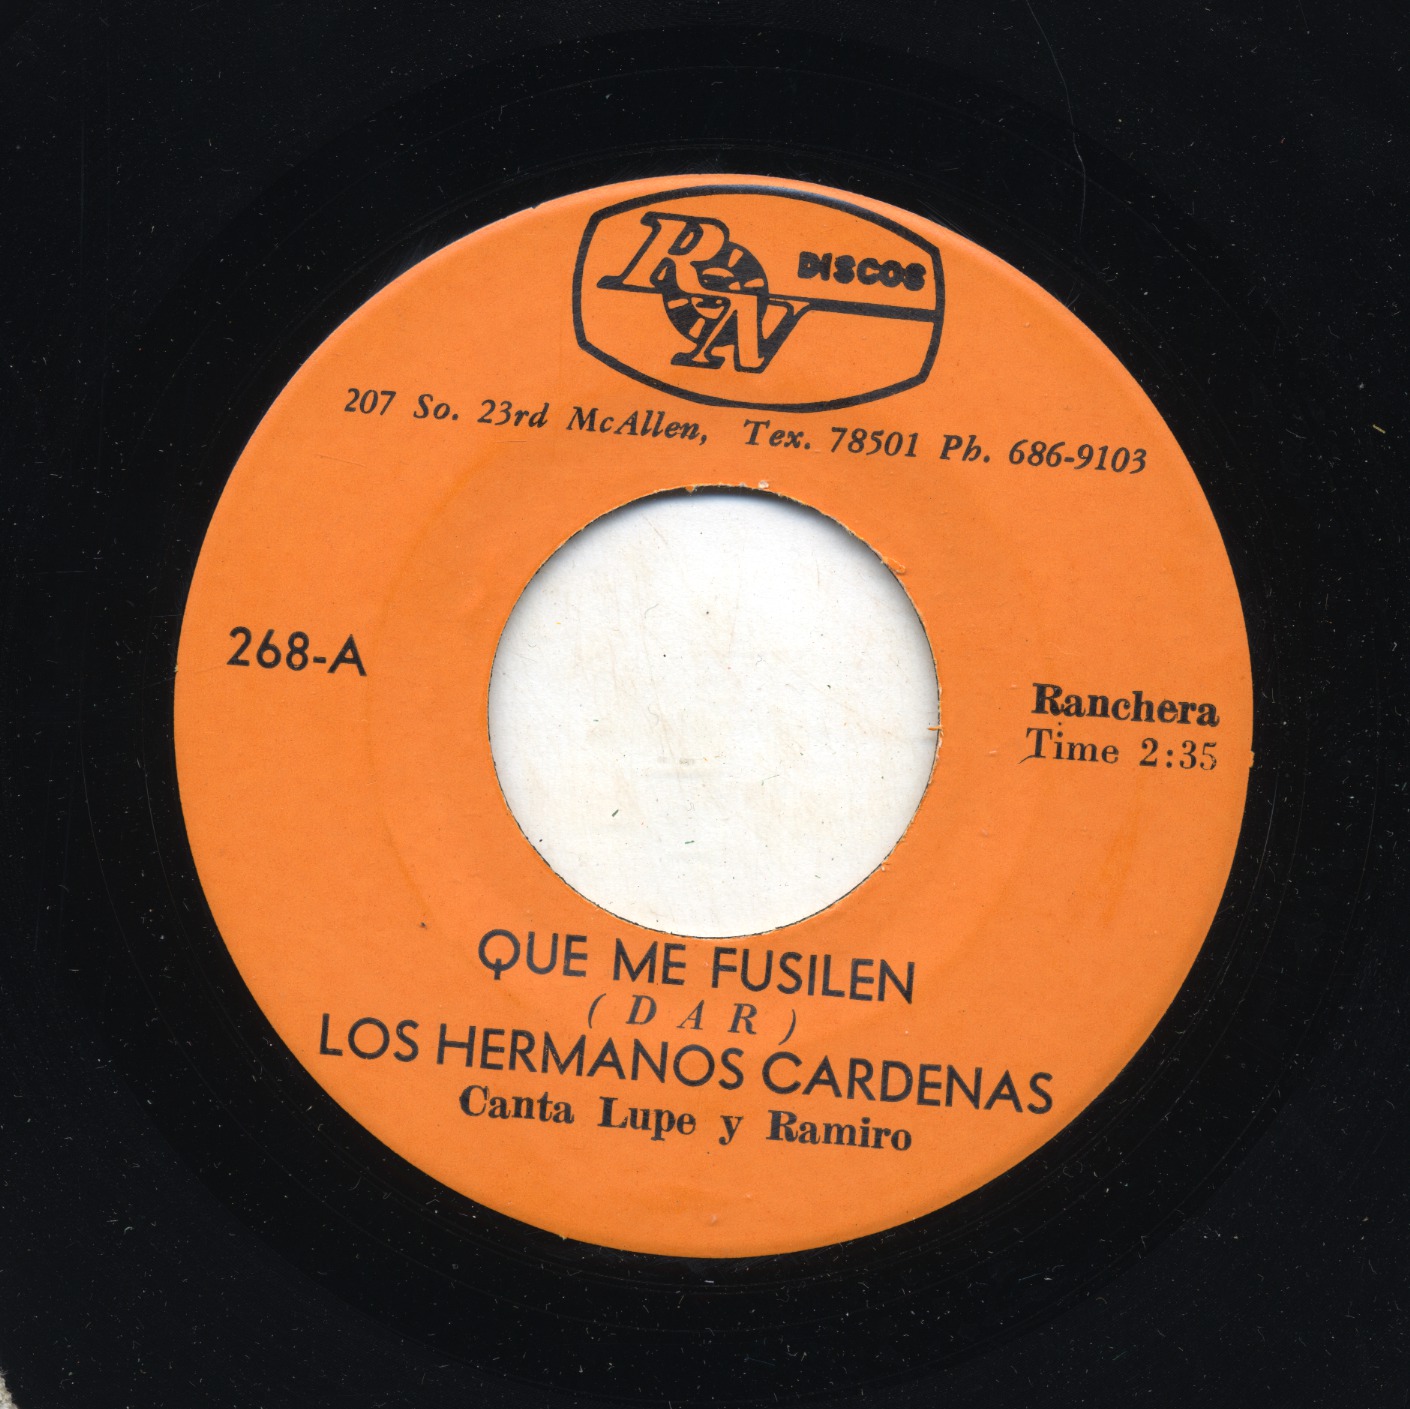 RN DISCOS
207 So. 23rd McAllen, Tex. 78501 Ph. 686-9103
268-A
Ranchera
Time 2:35
QUE ME FUSILEN
( D A R )
LOS HERMANOS CARDENAS
Canta Lupe y Ramiro